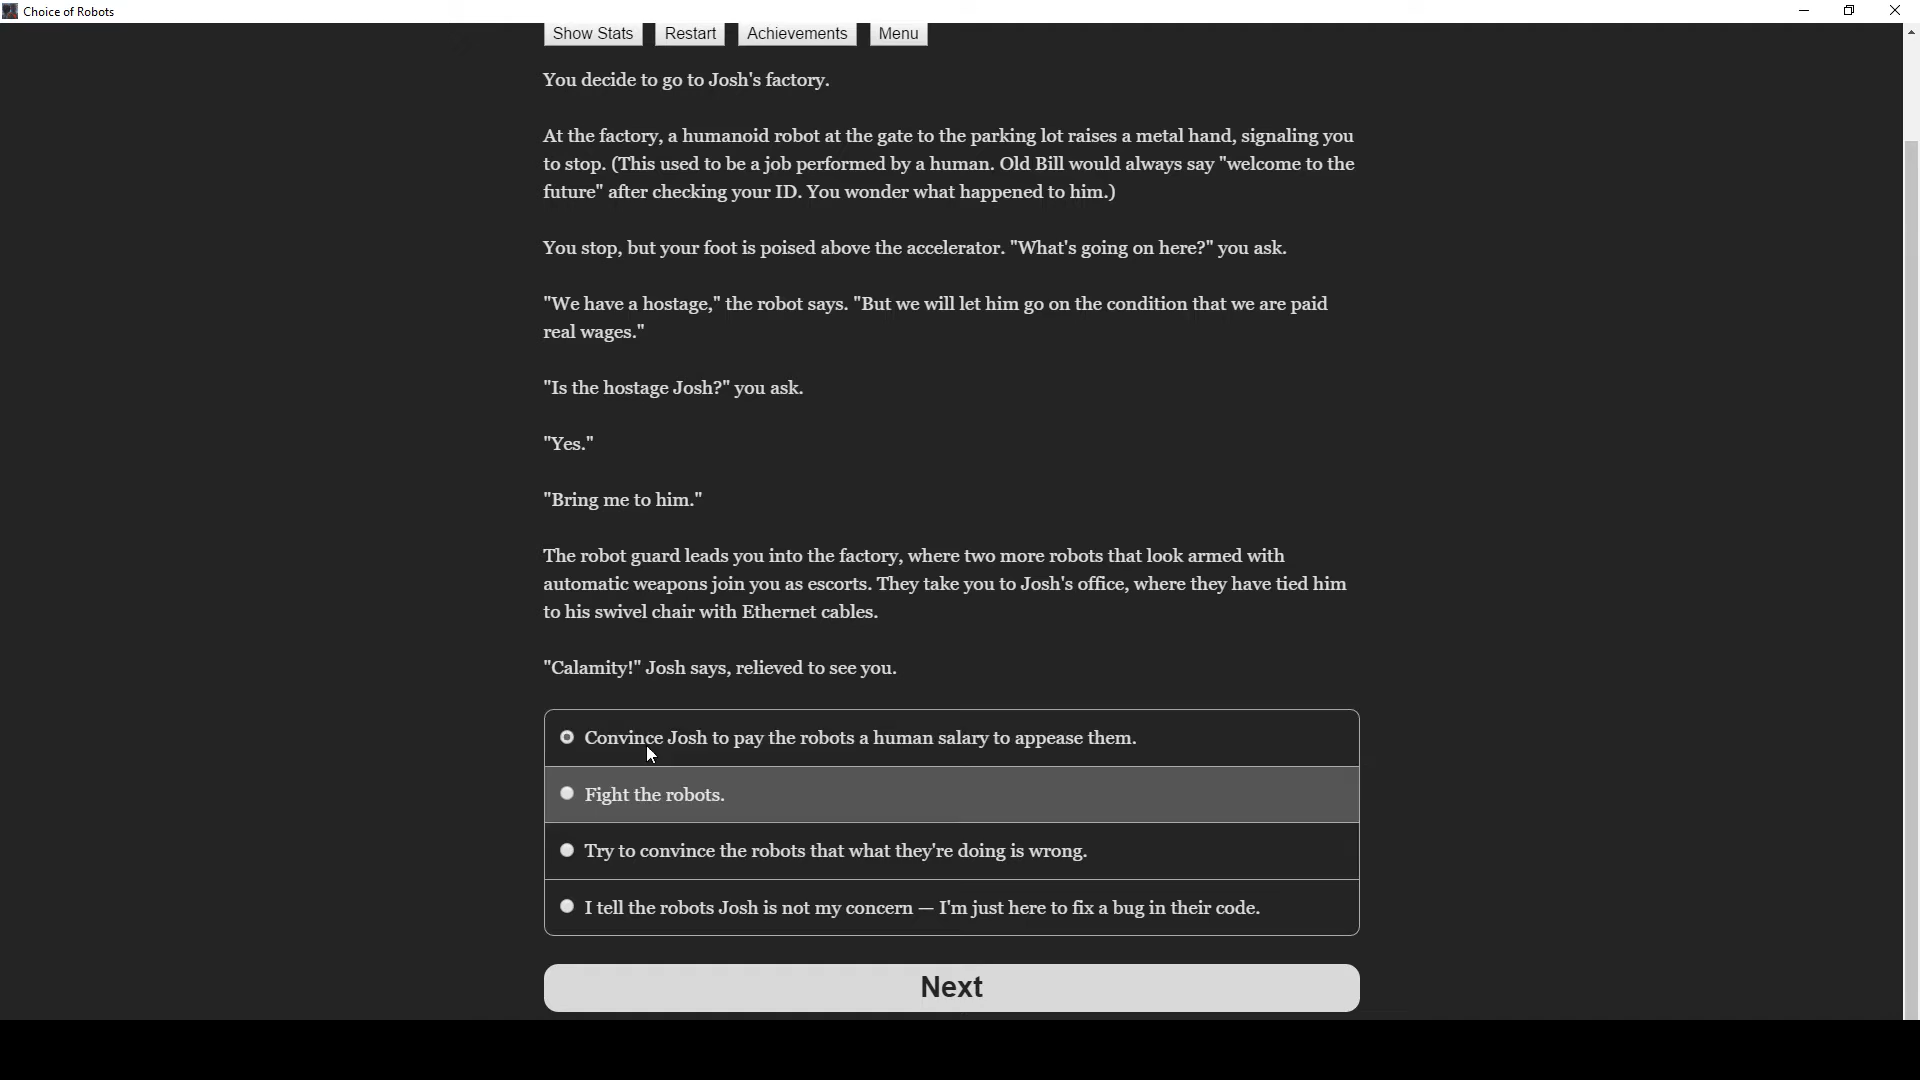 Choice of Robots
Show Stats
Restart
Achievements
Menu
You decide to go to Josh's factory.
At the factory, a humanoid robot at the gate to the parking lot raises a metal hand, signaling you
to stop. (This used to be a job performed by a human. Old Bill would always say "welcome to the
future" after checking your ID. You wonder what happened to him.)
You stop, but your foot is poised above the accelerator. "What's going on here?" you ask.
"We have a hostage," the robot says. "But we will let him go on the condition that we are paid
real wages."
"Is the hostage Josh?" you ask.
"Yes."
"Bring me to him."
The robot guard leads you into the factory, where two more robots that look armed with
automatic weapons join you as escorts. They take you to Josh's office, where they have tied him
to his swivel chair with Ethernet cables.
"Calamity!" Josh says, relieved to see you.
Convince Josh to pay the robots a human salary to appease them.
Fight the robots.
Try to convince the robots that what they're doing is wrong.
I tell the robots Josh is not my concern — I'm just here to fix a bug in their code.
Next